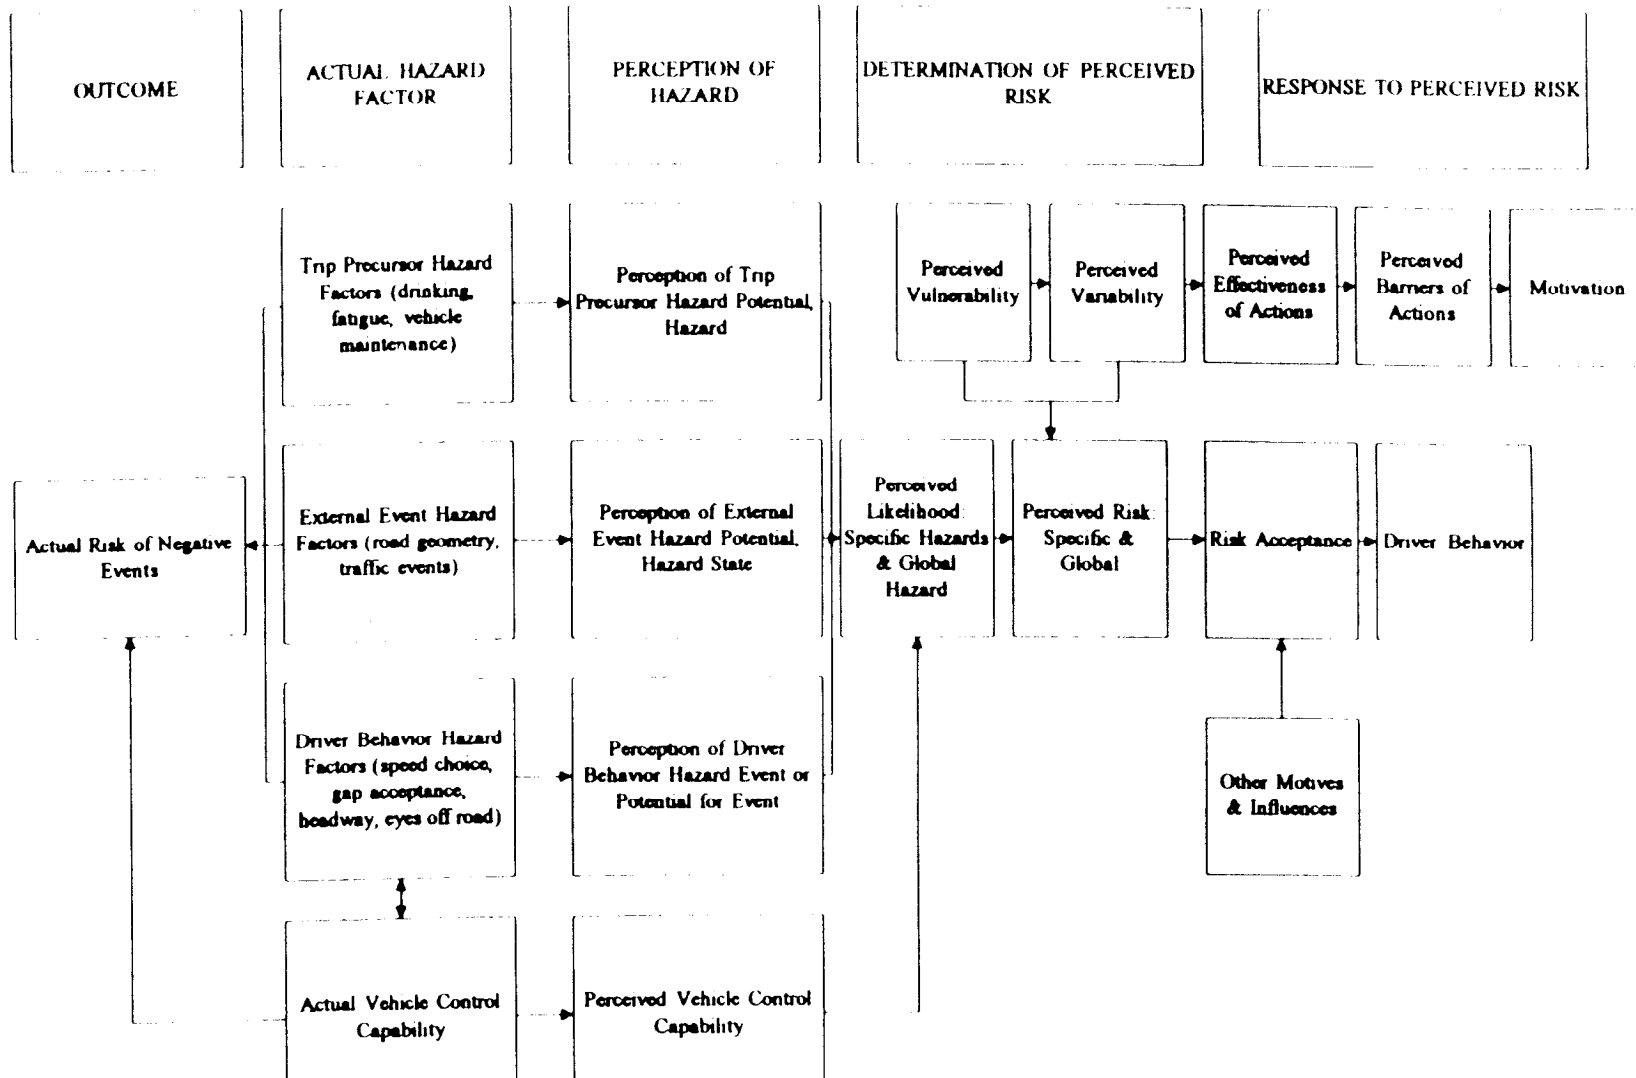 OUTCOME
ACTUAL HAZARD
FACTOR
PERCEPTION OF
HAZARD
DETERMINATION OF PERCEIVED
RISK
RESPONSE TO PERCEIVED RISK
Trip Precursor Hazard
Factors (drinking,
fatigue, vehicle
maintenance)
Perception of Trip
Precursor Hazard Potential,
Hazard
Perceived
Vulnerability
Perceived
Variability
Perceived
Effectiveness
of Actions
Perceived
Barriers of
Actions
Motivation
Actual Risk of Negative
Events
External Event Hazard
Factors (road geometry,
traffic events)
Perception of External
Event Hazard Potential,
Hazard State
Perceived
Likelihood:
Specific Hazards
& Global
Hazard
Perceived Risk:
Specific &
Global
Risk Acceptance
Driver Behavior
Driver Behavior Hazard
Factors (speed choice,
gap acceptance,
headway, eyes off road)
Perception of Driver
Behavior Hazard Event or
Potential for Event
Other Motives
& Influences
Actual Vehicle Control
Capability
Perceived Vehicle Control
Capability